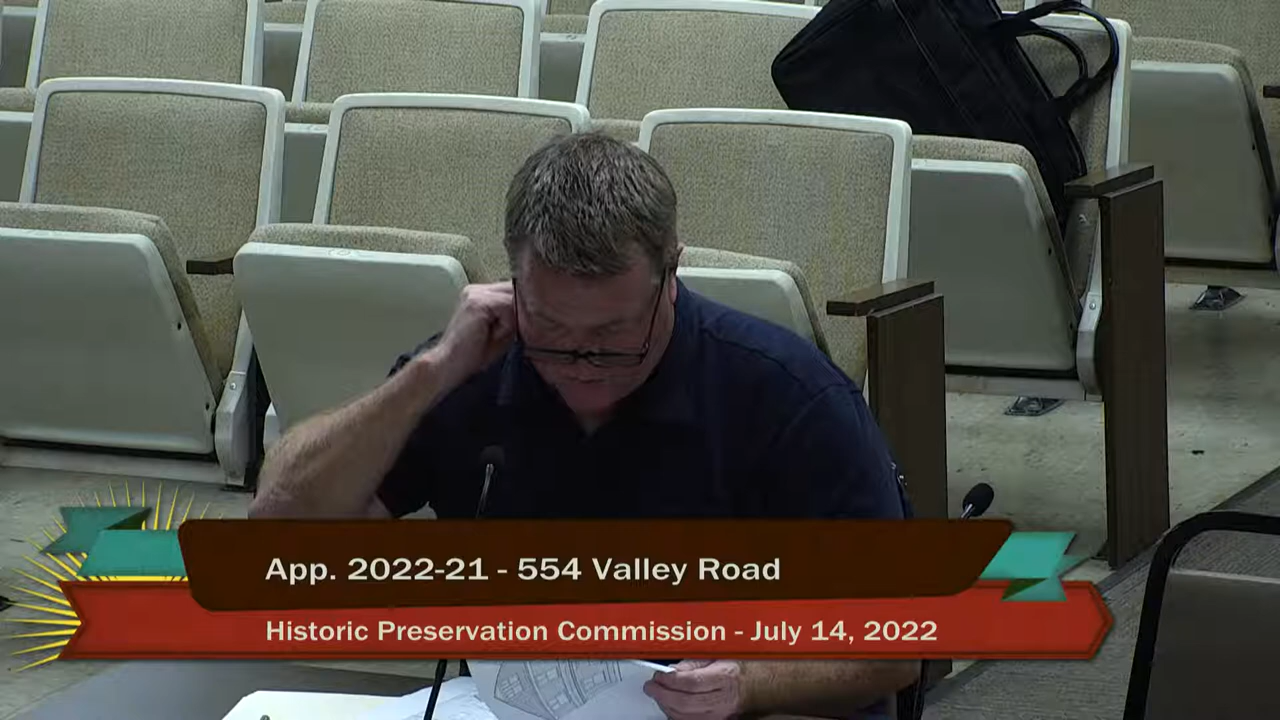 App. 2022-21 - 554 Valley Road
Historic Preservation Commission - July 14, 2022